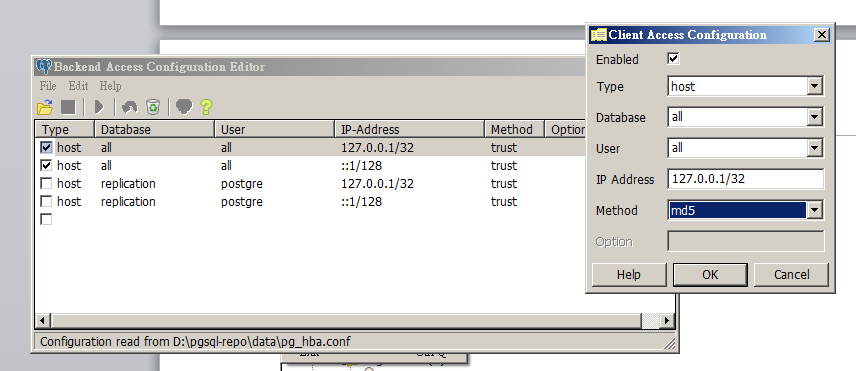 Backend Access Configuration Editor
File Edit Help
Type Database User IP-Address Method Option
host all all 127.0.0.1/32 trust
host all all ::1/128 trust
host replication postgre 127.0.0.1/32 trust
host replication postgre ::1/128 trust
Configuration read from D:\pgsql-repo\data\pg_hba.conf
Client Access Configuration
Enabled
Type host
Database all
User all
IP Address 127.0.0.1/32
Method md5
Option
Help OK Cancel